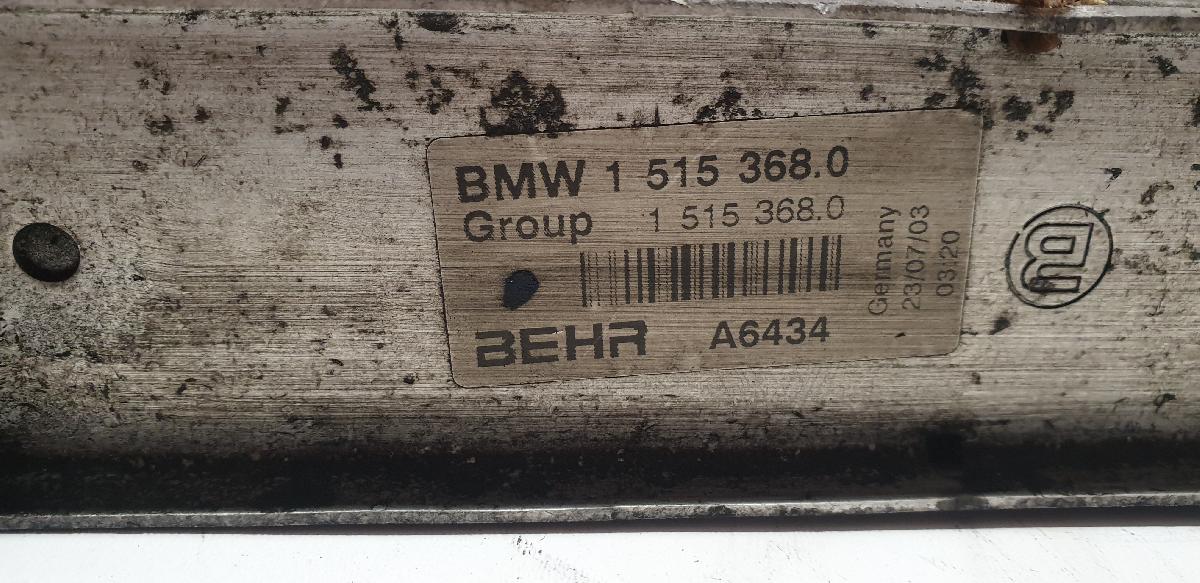 BMW 1 515 368.0
Group 1 515 368.0
BEHR A6434
Germany
23/07/03
03/20
B